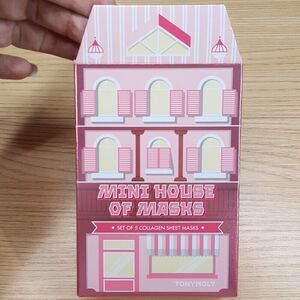 MINI HOUSE
OF MASKS
• SET OF 5 COLLAGEN SHEET MASKS •
TONYMOLY